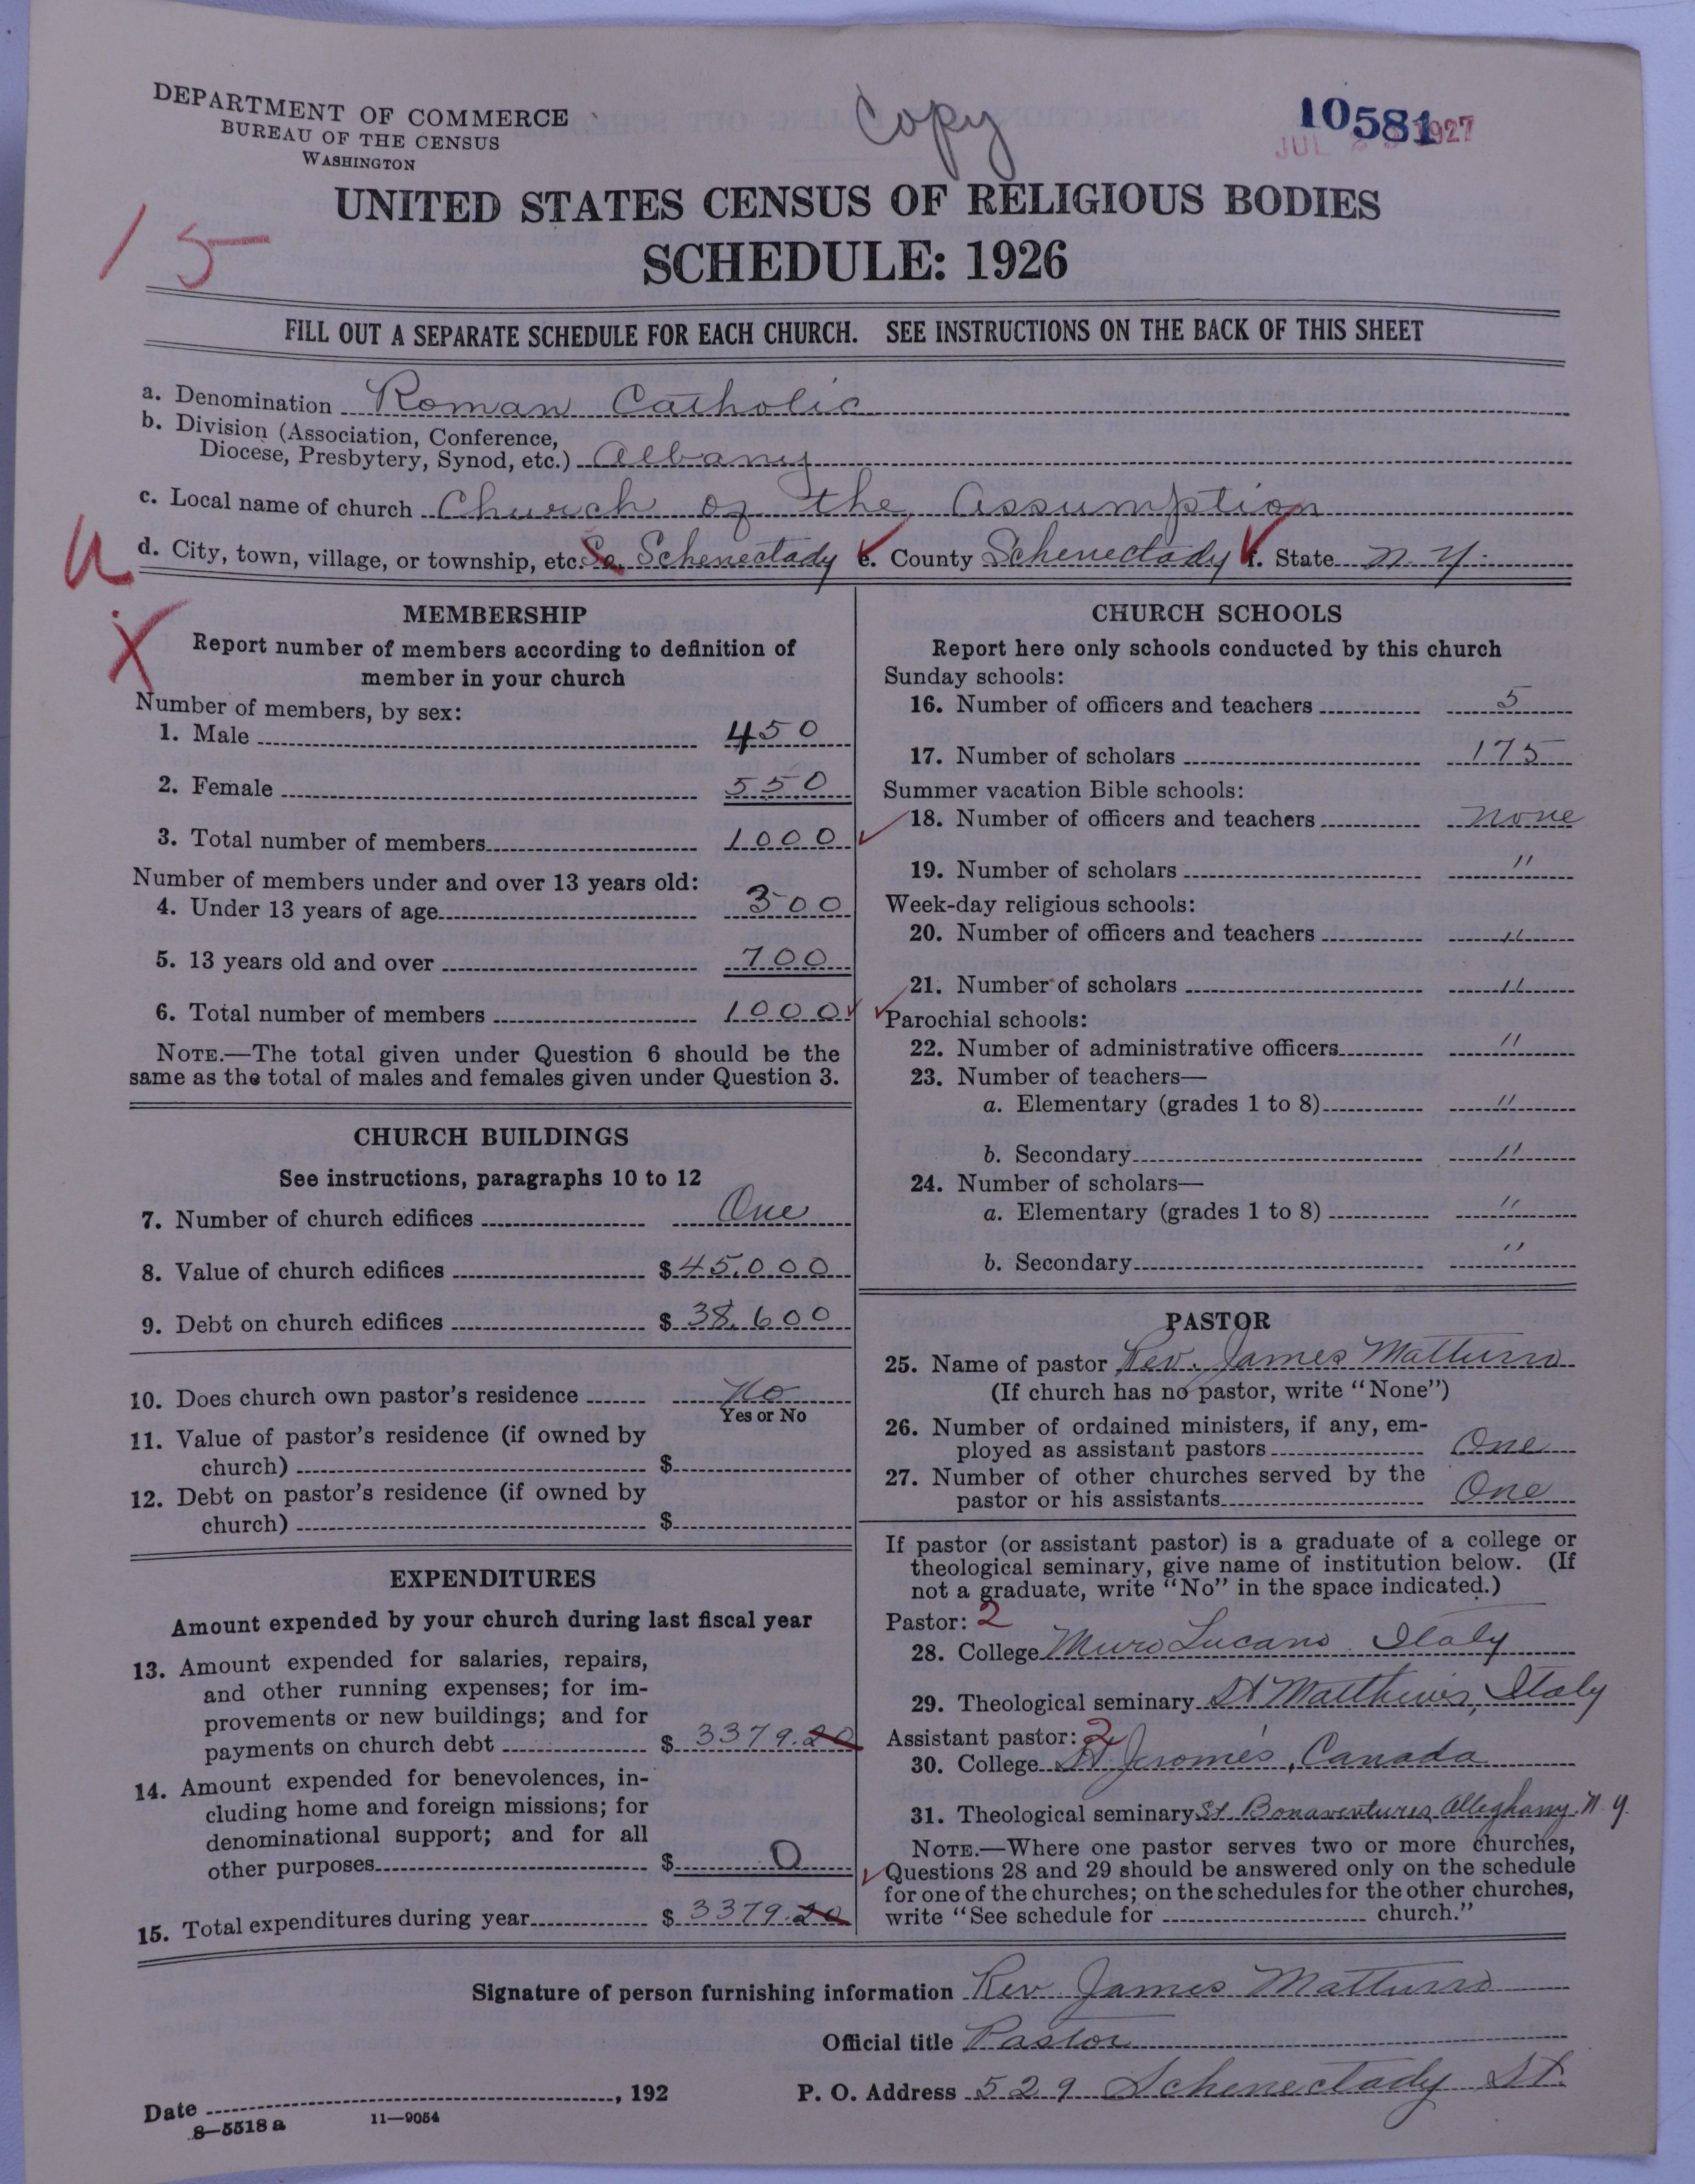 DEPARTMENT OF COMMERCE
BUREAU OF THE CENSUS
WASHINGTON
Copy
10581
JUL 1927
15
UNITED STATES CENSUS OF RELIGIOUS BODIES
SCHEDULE: 1926
FILL OUT A SEPARATE SCHEDULE FOR EACH CHURCH. SEE INSTRUCTIONS ON THE BACK OF THIS SHEET
a. Denomination Roman Catholic
b. Division (Association, Conference,
Diocese, Presbytery, Synod, etc.) Albany
c. Local name of church Church of the Assumption
d. City, town, village, or township, etc. So. Schenectady e. County Schenectady f. State N. Y.
u
X
MEMBERSHIP
Report number of members according to definition of
member in your church
Number of members, by sex:
1. Male 450
2. Female 550
3. Total number of members 1000
Number of members under and over 13 years old:
4. Under 13 years of age 300
5. 13 years old and over 700
6. Total number of members 1000
NOTE.—The total given under Question 6 should be the
same as the total of males and females given under Question 3.
CHURCH BUILDINGS
See instructions, paragraphs 10 to 12
7. Number of church edifices One
8. Value of church edifices $45,000
9. Debt on church edifices $38,600
10. Does church own pastor's residence No
Yes or No
11. Value of pastor's residence (if owned by
church) $
12. Debt on pastor's residence (if owned by
church) $
EXPENDITURES
Amount expended by your church during last fiscal year
13. Amount expended for salaries, repairs,
and other running expenses; for im-
provements or new buildings; and for
payments on church debt $ 3379.20
14. Amount expended for benevolences, in-
cluding home and foreign missions; for
denominational support; and for all
other purposes $ 0
15. Total expenditures during year $ 3379.20
CHURCH SCHOOLS
Report here only schools conducted by this church
Sunday schools:
16. Number of officers and teachers 5
17. Number of scholars 175
Summer vacation Bible schools:
18. Number of officers and teachers none
19. Number of scholars "
Week-day religious schools:
20. Number of officers and teachers "
21. Number of scholars "
Parochial schools:
22. Number of administrative officers "
23. Number of teachers—
a. Elementary (grades 1 to 8) "
b. Secondary "
24. Number of scholars—
a. Elementary (grades 1 to 8) "
b. Secondary "
PASTOR
25. Name of pastor Rev. James Matturro
(If church has no pastor, write "None")
26. Number of ordained ministers, if any, em-
ployed as assistant pastors One
27. Number of other churches served by the
pastor or his assistants One
If pastor (or assistant pastor) is a graduate of a college or
theological seminary, give name of institution below. (If
not a graduate, write "No" in the space indicated.)
Pastor: 2
28. College Muro Lucano Italy
29. Theological seminary St Matthews, Italy
Assistant pastor: 2
30. College St Jerome's, Canada
31. Theological seminary St. Bonaventures, Alleghany. N. Y.
NOTE.—Where one pastor serves two or more churches,
Questions 28 and 29 should be answered only on the schedule
for one of the churches; on the schedules for the other churches,
write "See schedule for church."
Signature of person furnishing information Rev. James Matturro
Official title Pastor
Date , 192 P. O. Address 529 Schenectady St.
8—5518 a 11—9054